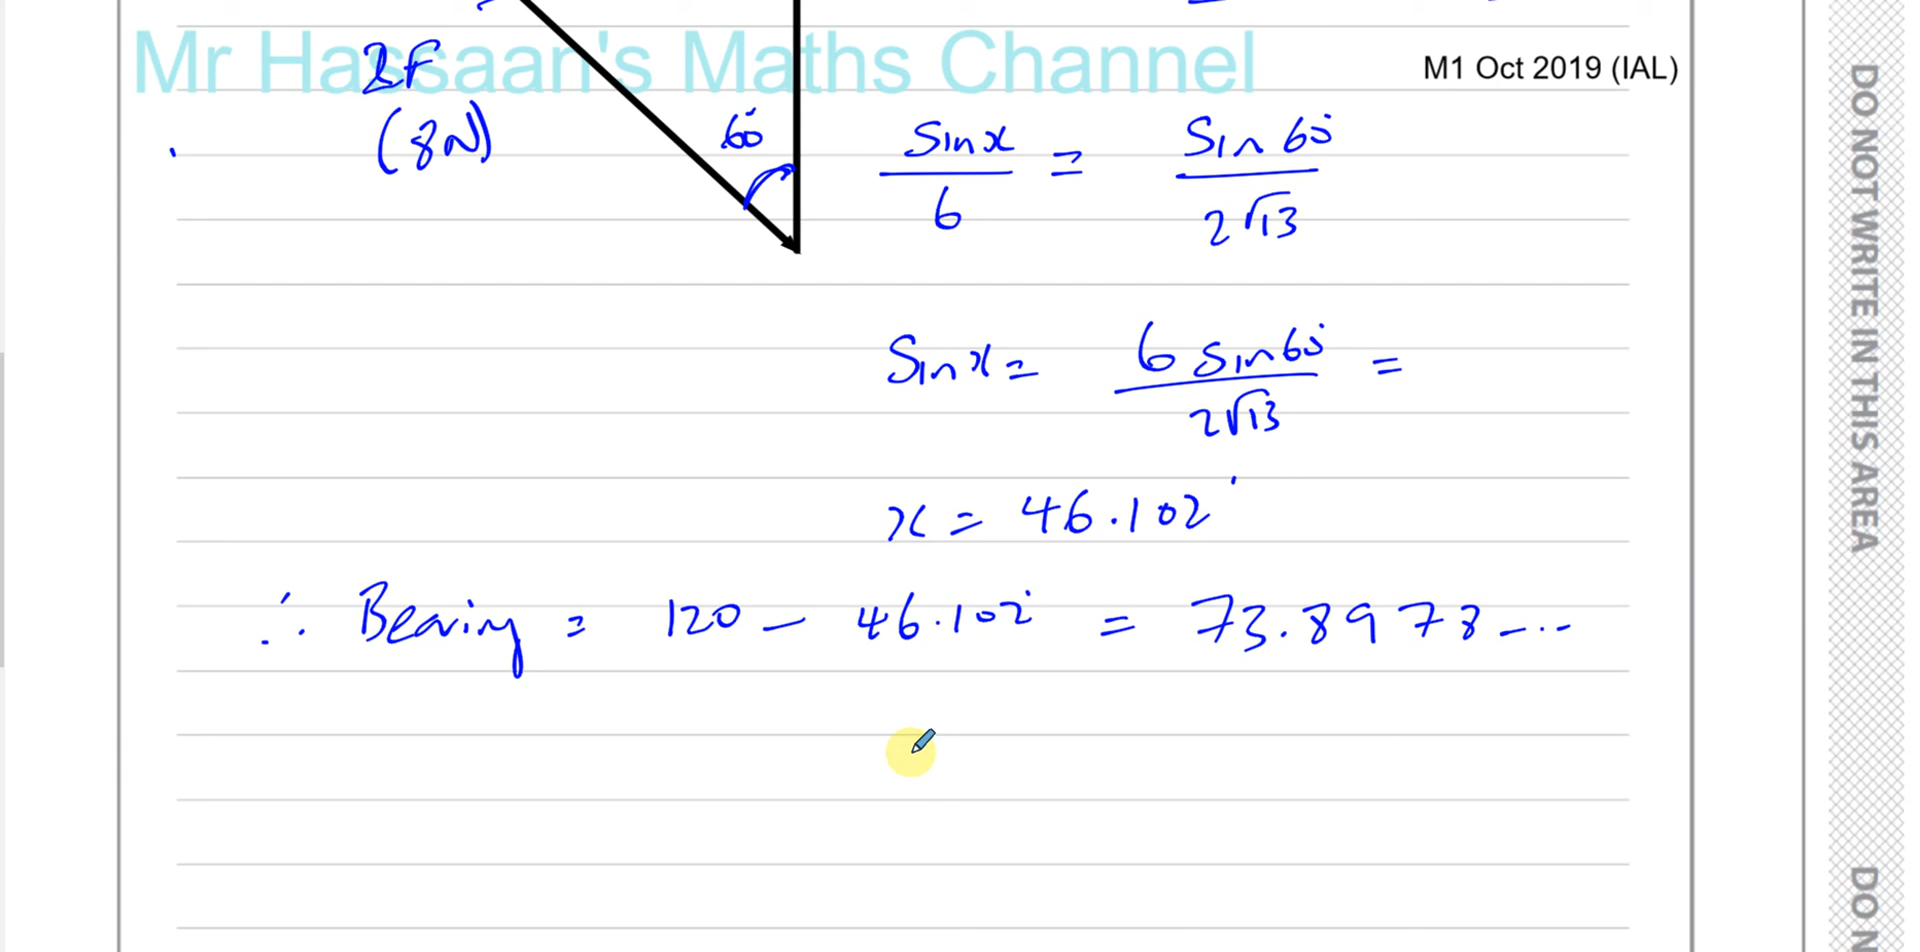 Mr Hassaan's Maths Channel
M1 Oct 2019 (IAL)
2F
(8N)
60°
Sin x / 6 = Sin 60° / 2√13
Sin x = 6 Sin 60° / 2√13 =
x = 46.102°
∴ Bearing = 120 - 46.102° = 73.8978 ---
DO NOT WRITE IN THIS AREA
DO N